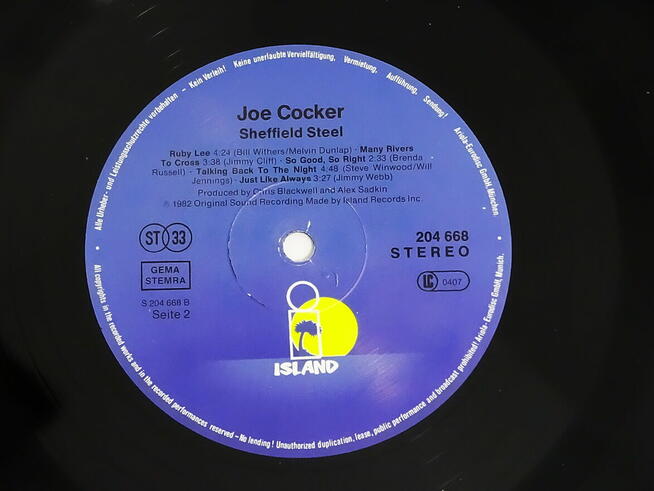 Joe Cocker
Sheffield Steel
Ruby Lee 4:24 (Bill Withers/Melvin Dunlap) · Many Rivers
To Cross 3:38 (Jimmy Cliff) · So Good, So Right 2:33 (Brenda
Russell) · Talking Back To The Night 4:48 (Steve Winwood/Will
Jennings) · Just Like Always 3:27 (Jimmy Webb)
Produced by Chris Blackwell and Alex Sadkin
℗ 1982 Original Sound Recording Made by Island Records Inc.
ST 33
204 668
STEREO
GEMA
STEMRA
LC 0407
S 204 668 B
Seite 2
ISLAND
Alle Urheber- und Leistungsschutzrechte vorbehalten – Kein Verleih! Keine unerlaubte Vervielfältigung, Vermietung, Aufführung, Sendung! Ariola-Eurodisc GmbH, München.
All copyrights in the recorded works and in the recorded performances reserved – No lending! Unauthorized duplication, lease, public performance and broadcast prohibited! Ariola-Eurodisc GmbH, Munich.